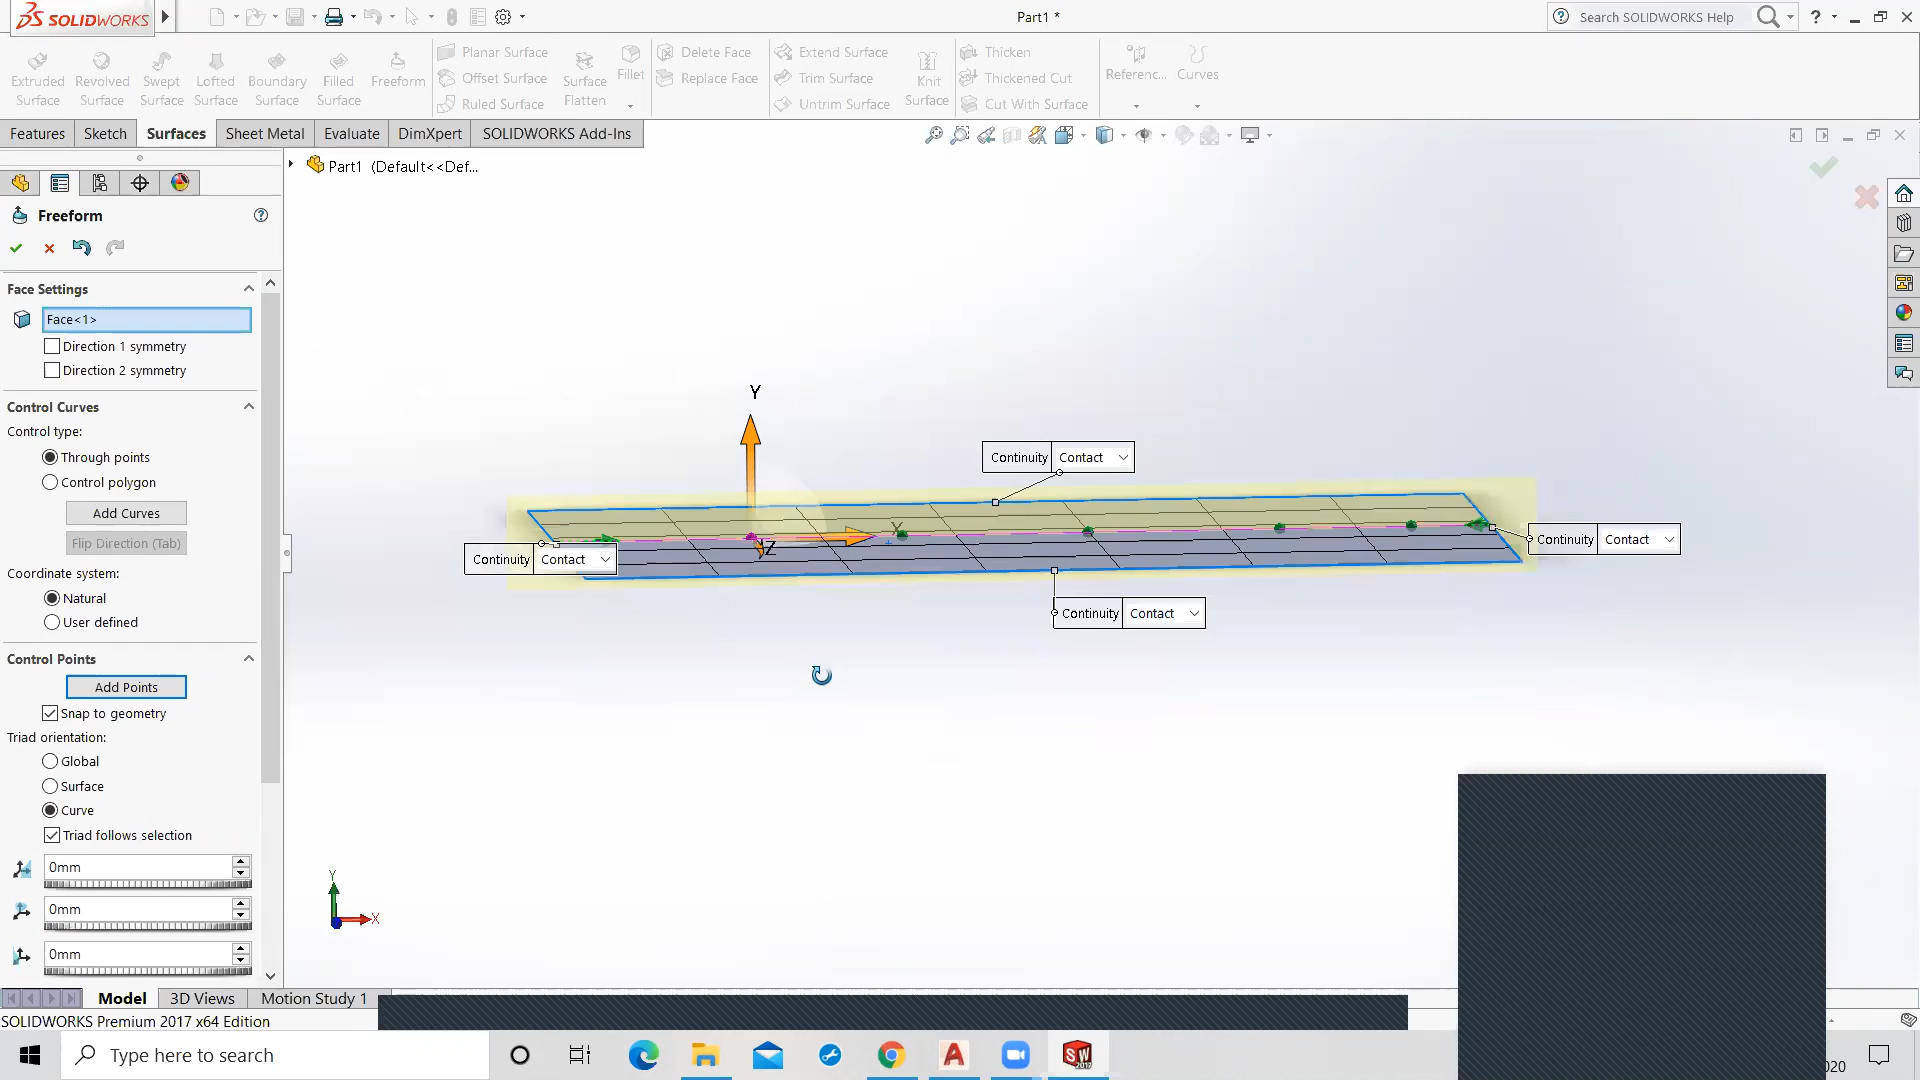 SOLIDWORKS
Part1 *
Search SOLIDWORKS Help
Extruded Surface
Revolved Surface
Swept Surface
Lofted Surface
Boundary Surface
Filled Surface
Freeform
Planar Surface
Offset Surface
Ruled Surface
Surface Flatten
Fillet
Delete Face
Replace Face
Extend Surface
Trim Surface
Untrim Surface
Knit Surface
Thicken
Thickened Cut
Cut With Surface
Referenc...
Curves
Features
Sketch
Surfaces
Sheet Metal
Evaluate
DimXpert
SOLIDWORKS Add-Ins
Part1 (Default<<Def...
Freeform
Face Settings
Face<1>
Direction 1 symmetry
Direction 2 symmetry
Control Curves
Control type:
Through points
Control polygon
Add Curves
Flip Direction (Tab)
Coordinate system:
Natural
User defined
Control Points
Add Points
Snap to geometry
Triad orientation:
Global
Surface
Curve
Triad follows selection
0mm
0mm
0mm
Y
X
Z
Continuity Contact
Continuity Contact
Continuity Contact
Continuity Contact
Y
X
Model
3D Views
Motion Study 1
SOLIDWORKS Premium 2017 x64 Edition
Type here to search
SW
2017
020